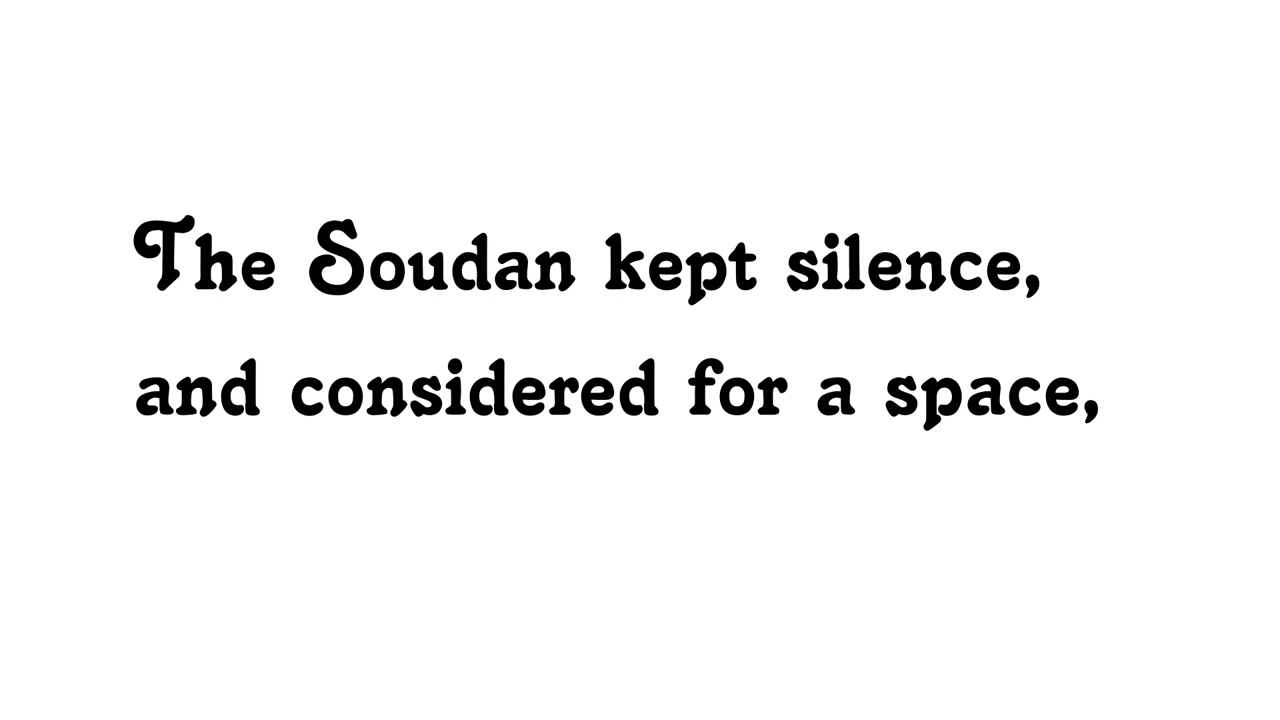 The Soudan kept silence,
and considered for a space,